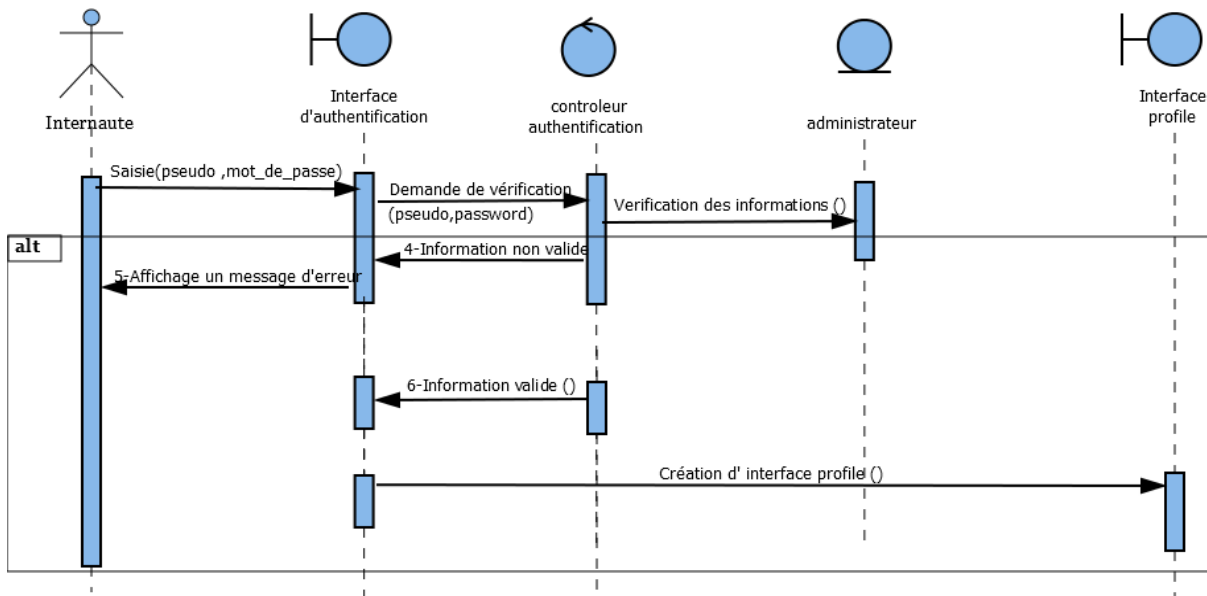 Internaute
Interface
d'authentification
controleur
authentification
administrateur
Interface
profile
Saisie(pseudo ,mot_de_passe)
Demande de vérification
(pseudo,password)
Verification des informations ()
alt
4-Information non valide
5-Affichage un message d'erreur
6-Information valide ()
Création d' interface profile ()